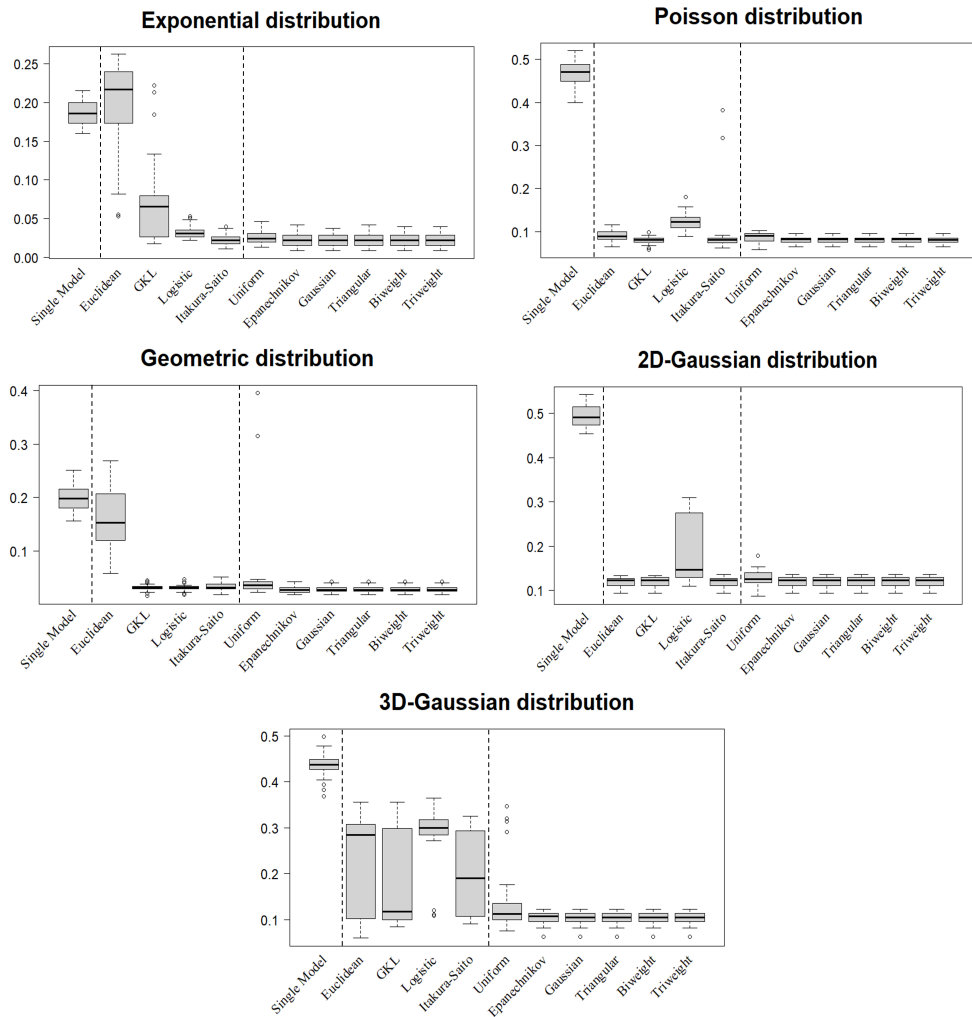 Exponential distribution
0.25
0.20
0.15
0.10
0.05
0.00
Single Model
Euclidean
GKL
Logistic
Itakura-Saito
Uniform
Epanechnikov
Gaussian
Triangular
Biweight
Triweight
Poisson distribution
0.5
0.4
0.3
0.2
0.1
Single Model
Euclidean
GKL
Logistic
Itakura-Saito
Uniform
Epanechnikov
Gaussian
Triangular
Biweight
Triweight
Geometric distribution
0.4
0.3
0.2
0.1
Single Model
Euclidean
GKL
Logistic
Itakura-Saito
Uniform
Epanechnikov
Gaussian
Triangular
Biweight
Triweight
2D-Gaussian distribution
0.5
0.4
0.3
0.2
0.1
Single Model
Euclidean
GKL
Logistic
Itakura-Saito
Uniform
Epanechnikov
Gaussian
Triangular
Biweight
Triweight
3D-Gaussian distribution
0.5
0.4
0.3
0.2
0.1
Single Model
Euclidean
GKL
Logistic
Itakura-Saito
Uniform
Epanechnikov
Gaussian
Triangular
Biweight
Triweight